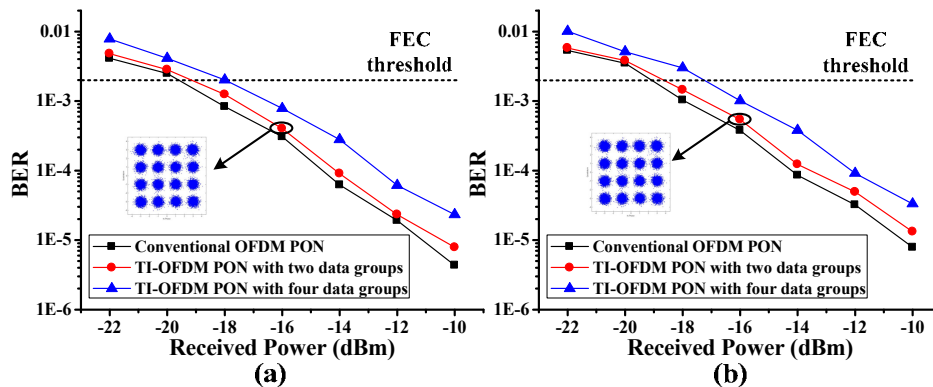 0.01
1E-3
1E-4
1E-5
1E-6
BER
FEC
threshold
Conventional OFDM PON
TI-OFDM PON with two data groups
TI-OFDM PON with four data groups
-22 -20 -18 -16 -14 -12 -10
Received Power (dBm)
(a)
0.01
1E-3
1E-4
1E-5
1E-6
BER
FEC
threshold
Conventional OFDM PON
TI-OFDM PON with two data groups
TI-OFDM PON with four data groups
-22 -20 -18 -16 -14 -12 -10
Received Power (dBm)
(b)